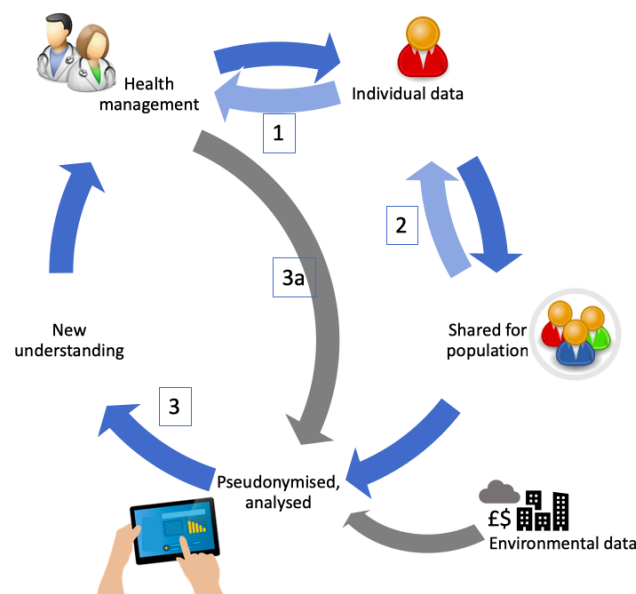 Health
management
Individual data
1
2
3a
New
understanding
Shared for
population
3
Pseudonymised,
analysed
£$
Environmental data